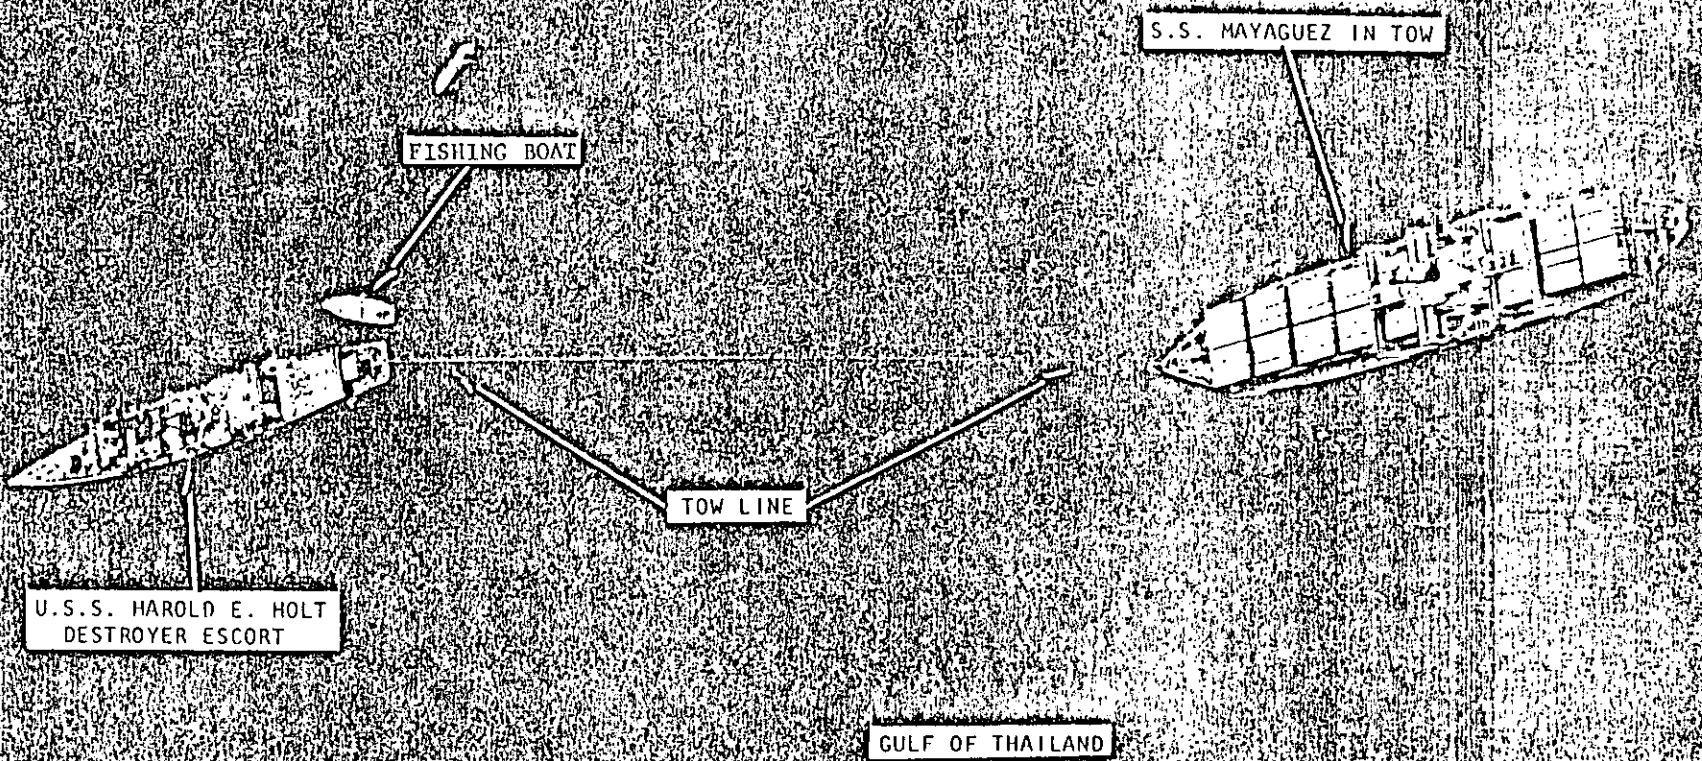 S.S. MAYAGUEZ IN TOW
FISHING BOAT
TOW LINE
U.S.S. HAROLD E. HOLT
DESTROYER ESCORT
GULF OF THAILAND